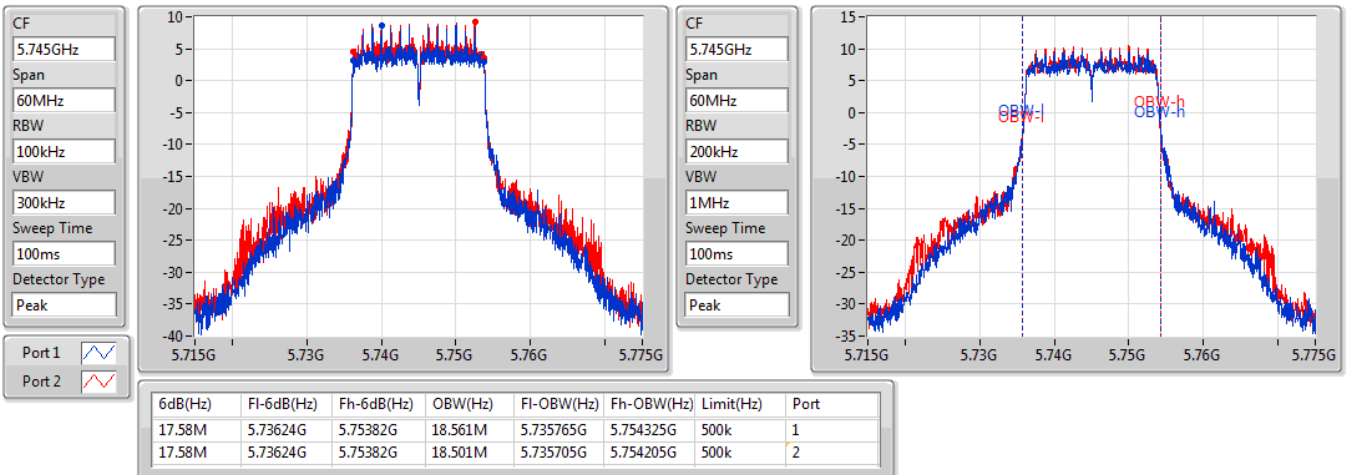 CF
5.745GHz
Span
60MHz
RBW
100kHz
VBW
300kHz
Sweep Time
100ms
Detector Type
Peak
Port 1
Port 2
10
5
0
-5
-10
-15
-20
-25
-30
-35
-40
5.715G 5.73G 5.74G 5.75G 5.76G 5.775G
CF
5.745GHz
Span
60MHz
RBW
200kHz
VBW
1MHz
Sweep Time
100ms
Detector Type
Peak
15
10
5
0
-5
-10
-15
-20
-25
-30
-35
OBW-l
OBW-l
OBW-h
OBW-h
5.715G 5.73G 5.74G 5.75G 5.76G 5.775G
6dB(Hz) Fl-6dB(Hz) Fh-6dB(Hz) OBW(Hz) Fl-OBW(Hz) Fh-OBW(Hz) Limit(Hz) Port
17.58M 5.73624G 5.75382G 18.561M 5.735765G 5.754325G 500k 1
17.58M 5.73624G 5.75382G 18.501M 5.735705G 5.754205G 500k 2